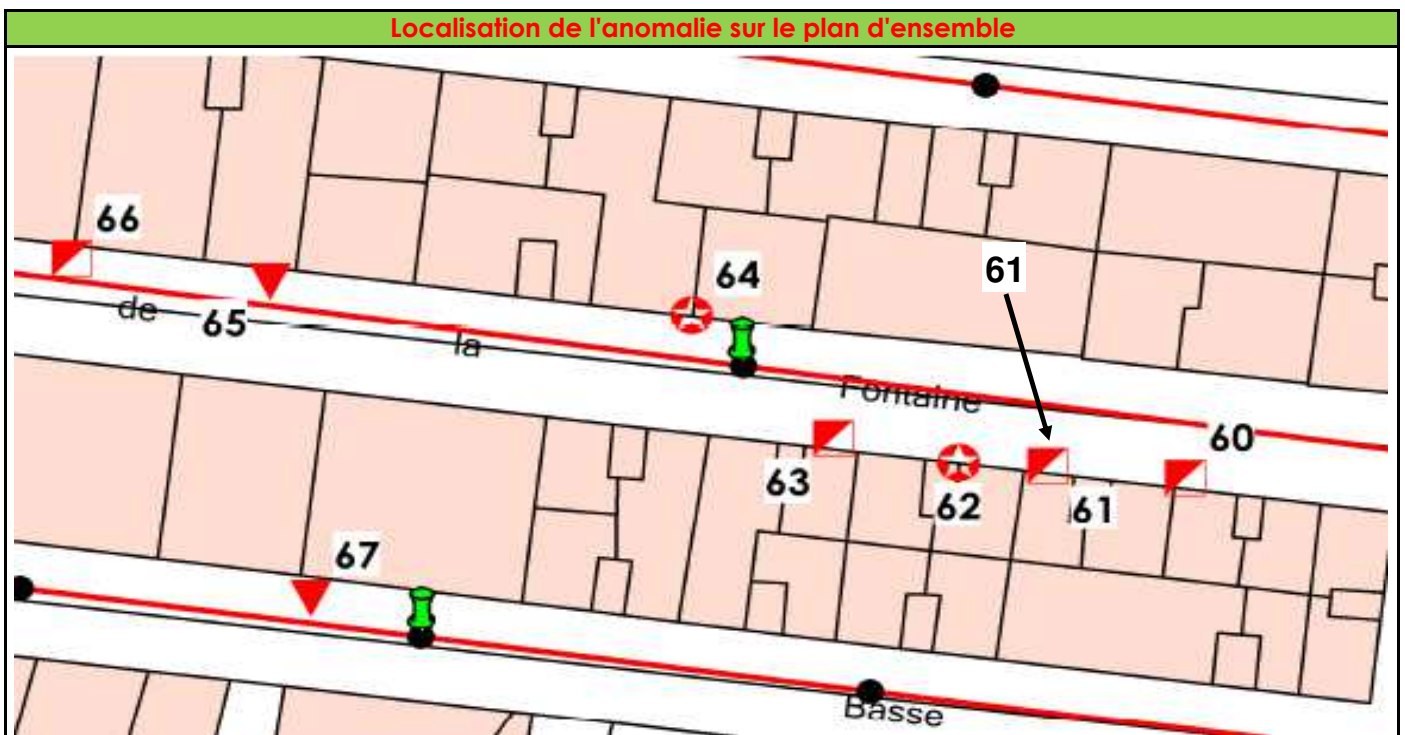 Localisation de l'anomalie sur le plan d'ensemble
66
64
61
de
65
la
Fontaine
60
63
62
61
67
Basse